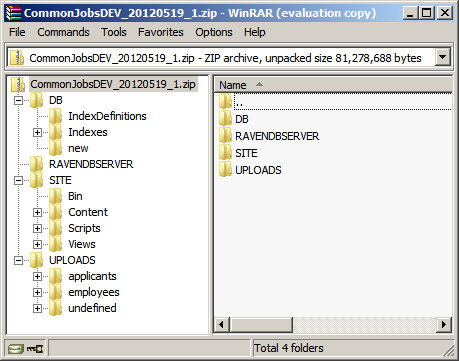 CommonJobsDEV_20120519_1.zip - WinRAR (evaluation copy)
File Commands Tools Favorites Options Help
CommonJobsDEV_20120519_1.zip - ZIP archive, unpacked size 81,278,688 bytes
CommonJobsDEV_20120519_1.zip
DB
IndexDefinitions
Indexes
new
RAVENDBSERVER
SITE
Bin
Content
Scripts
Views
UPLOADS
applicants
employees
undefined
Name
..
DB
RAVENDBSERVER
SITE
UPLOADS
Total 4 folders